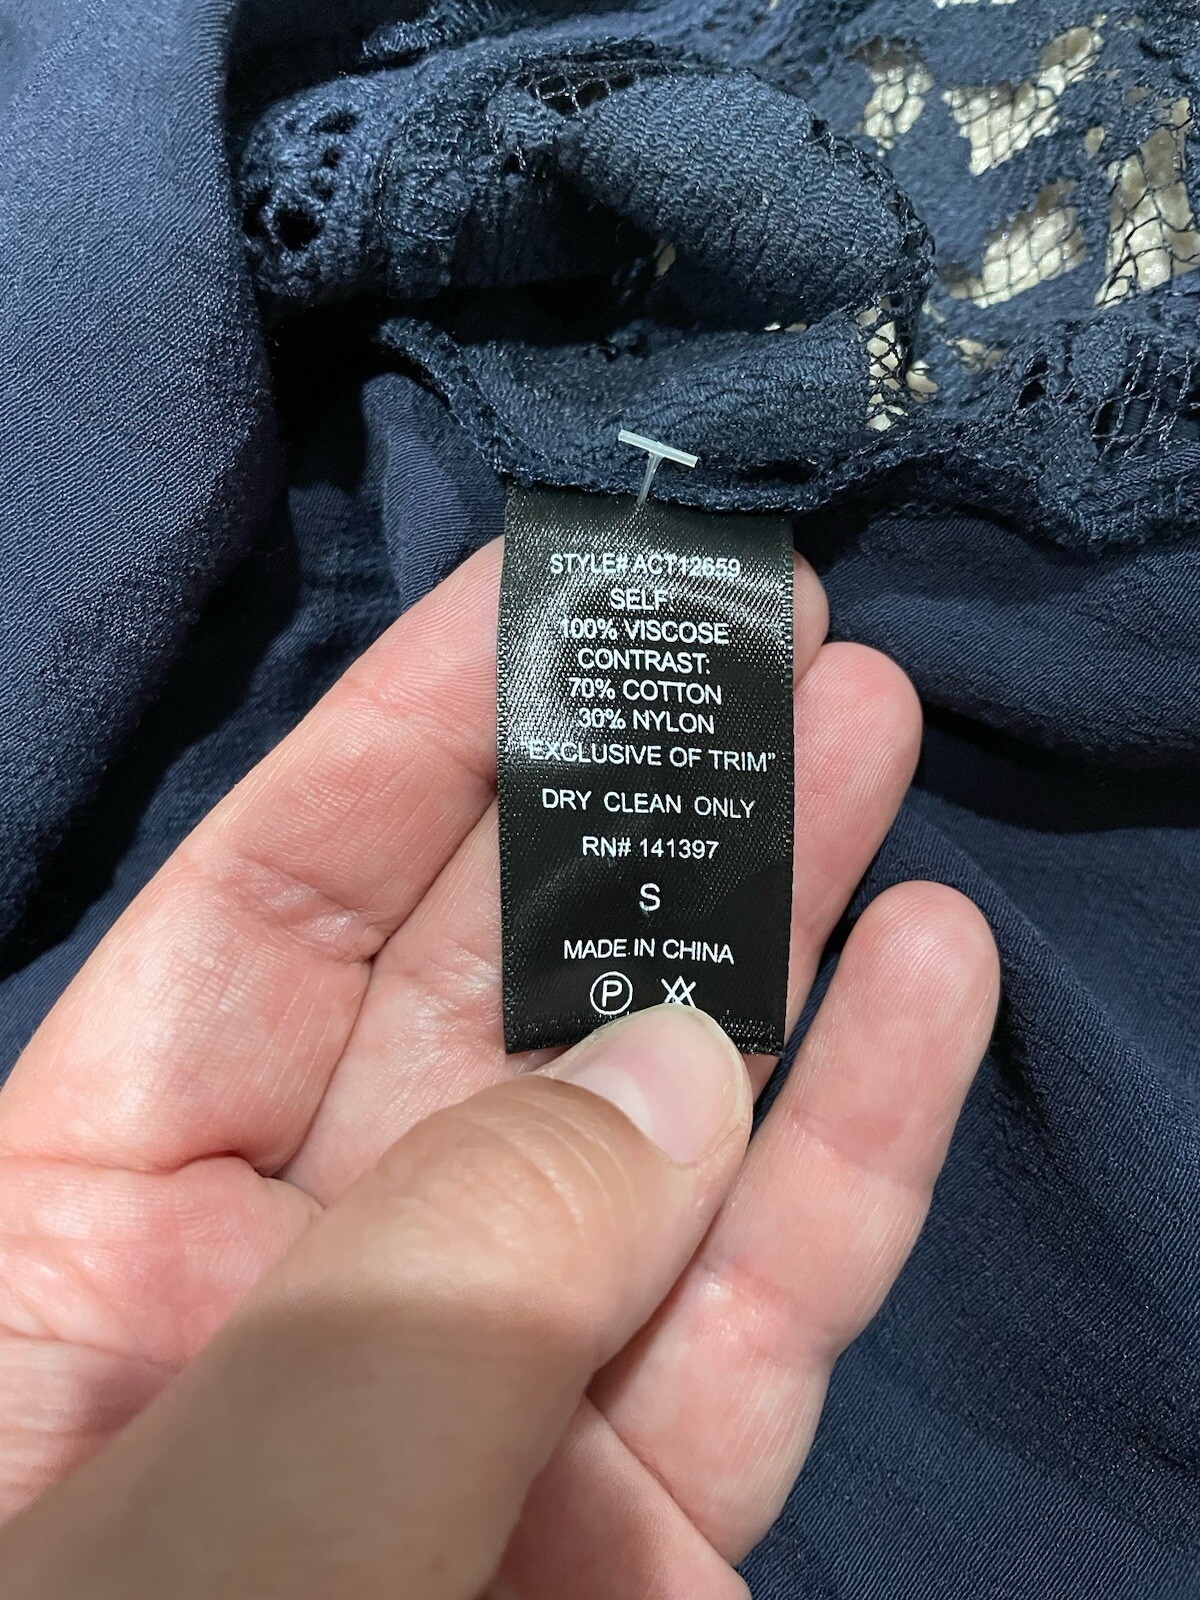 STYLE# ACT12659
SELF:
100% VISCOSE
CONTRAST:
70% COTTON
30% NYLON
"EXCLUSIVE OF TRIM"
DRY CLEAN ONLY
RN# 141397
S
MADE IN CHINA
P